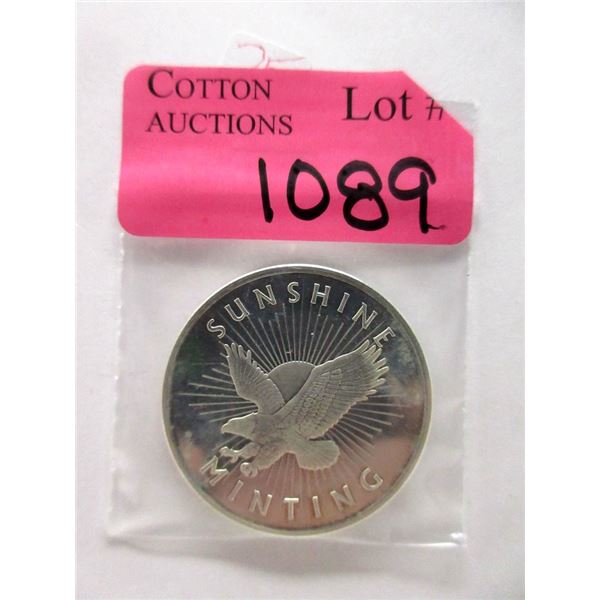 COTTON
AUCTIONS
Lot #
1089
SUNSHINE
MINTING